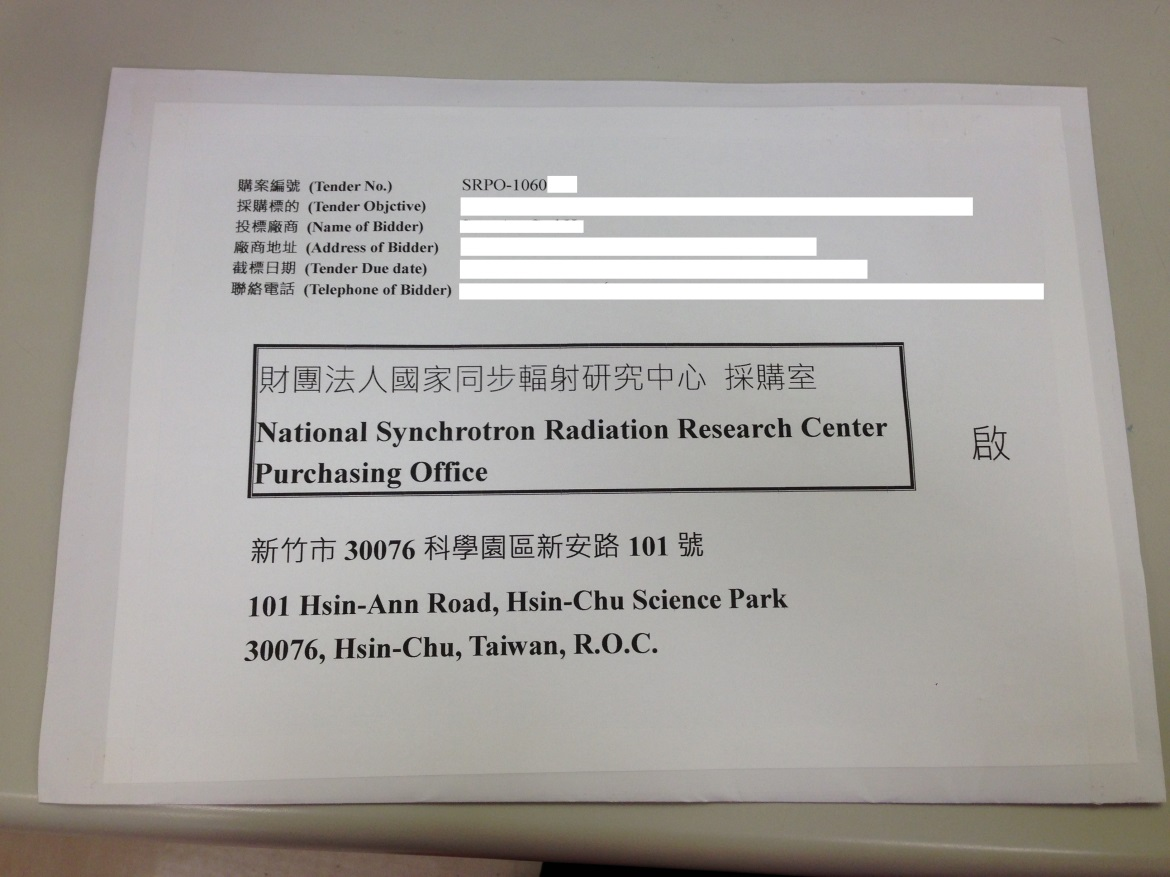 購案編號 (Tender No.) SRPO-1060
採購標的 (Tender Objctive)
投標廠商 (Name of Bidder)
廠商地址 (Address of Bidder)
截標日期 (Tender Due date)
聯絡電話 (Telephone of Bidder)
財團法人國家同步輻射研究中心 採購室
National Synchrotron Radiation Research Center
Purchasing Office
啟
新竹市 30076 科學園區新安路 101 號
101 Hsin-Ann Road, Hsin-Chu Science Park
30076, Hsin-Chu, Taiwan, R.O.C.